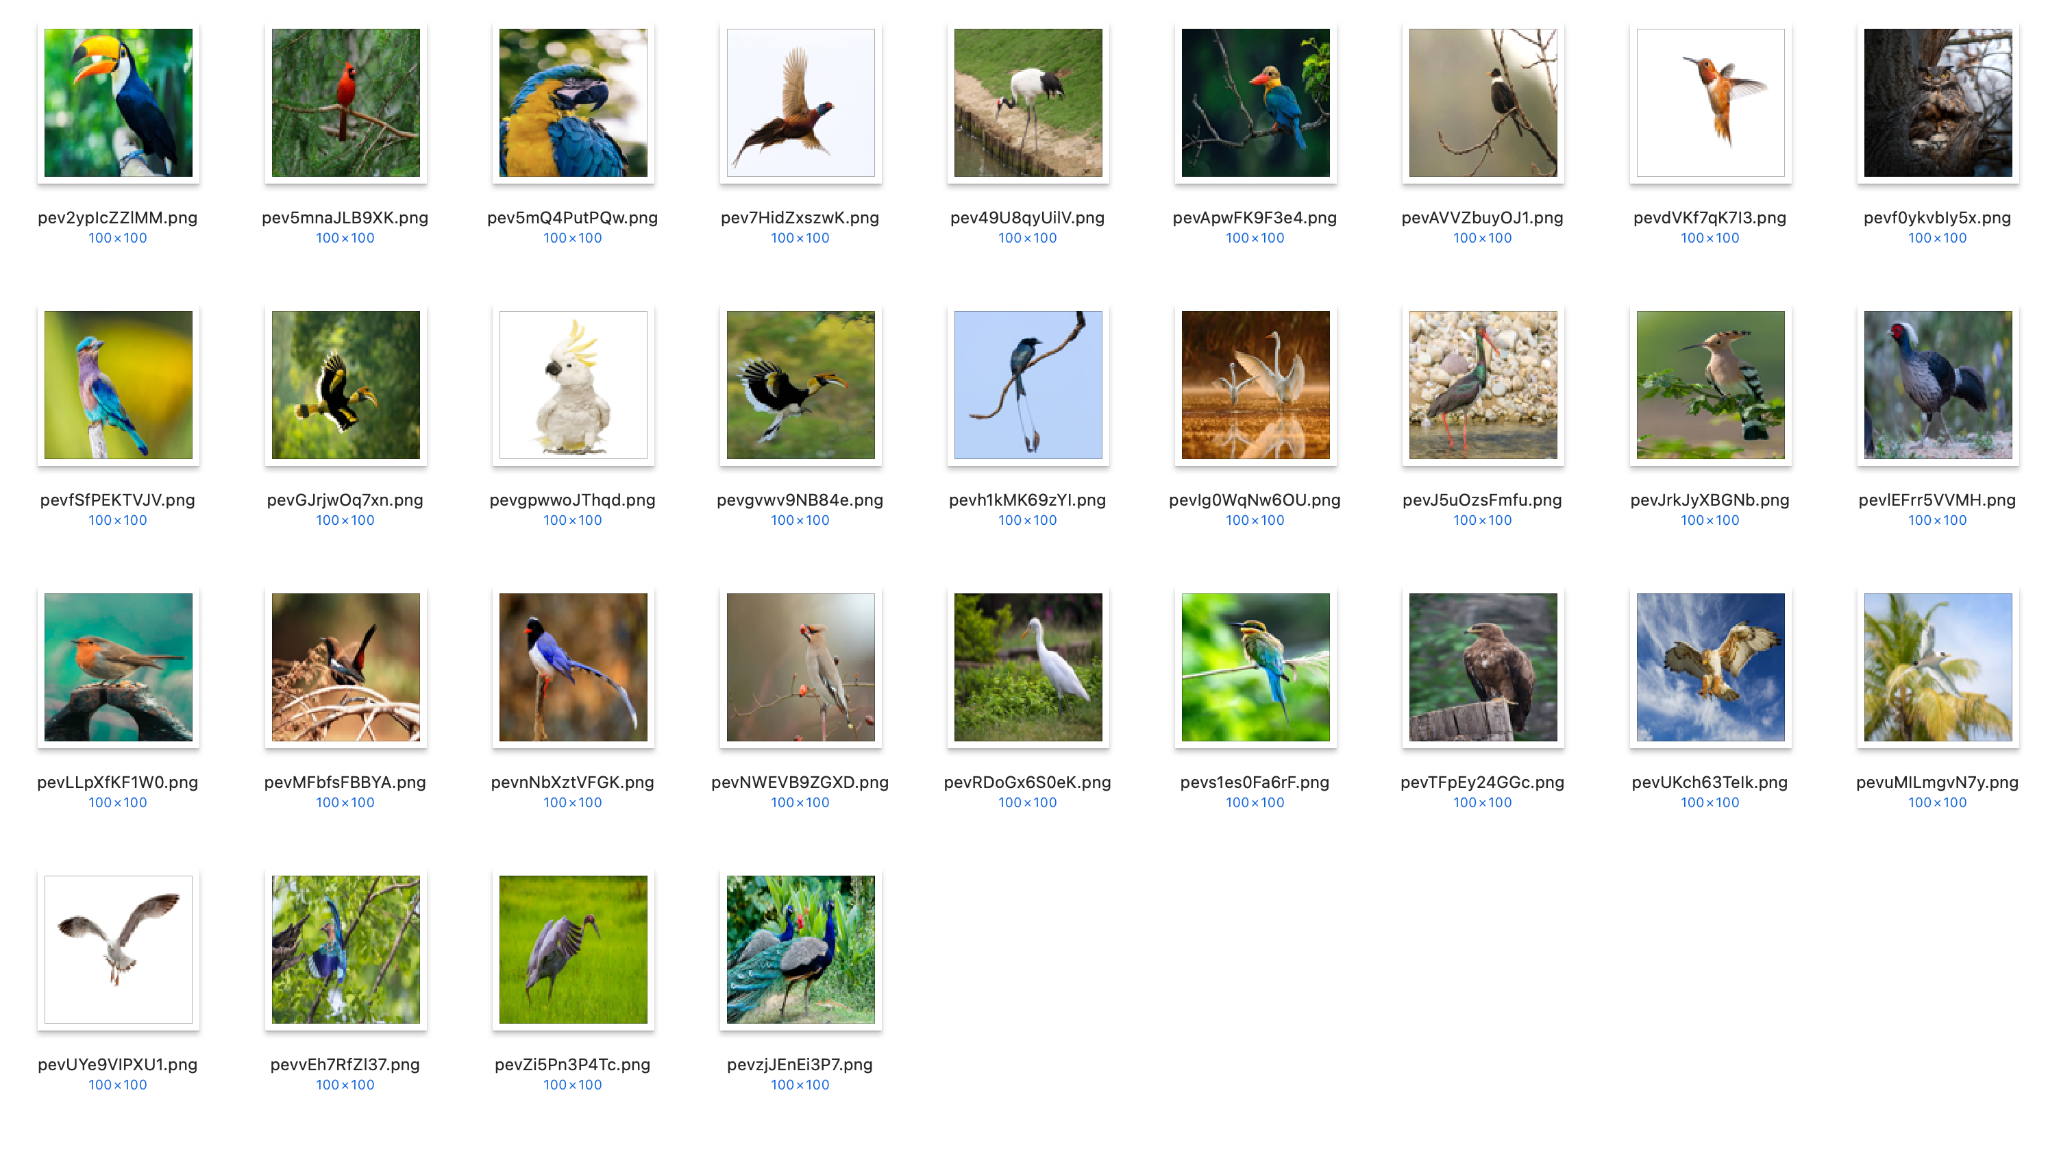 pev2ypIcZZlMM.png
100×100
pev5mnaJLB9XK.png
100×100
pev5mQ4PutPQw.png
100×100
pev7HidZxszwK.png
100×100
pev49U8qyUilV.png
100×100
pevApwFK9F3e4.png
100×100
pevAVVZbuyOJ1.png
100×100
pevdVKf7qK7I3.png
100×100
pevf0ykvbIy5x.png
100×100
pevfSfPEKTVJV.png
100×100
pevGJrjwOq7xn.png
100×100
pevgpwwoJThqd.png
100×100
pevgvwv9NB84e.png
100×100
pevh1kMK69zYl.png
100×100
pevIg0WqNw6OU.png
100×100
pevJ5uOzsFmfu.png
100×100
pevJrkJyXBGNb.png
100×100
pevlEFrr5VVMH.png
100×100
pevLLpXfKF1W0.png
100×100
pevMFbfsFBBYA.png
100×100
pevnNbXztVFGK.png
100×100
pevNWEVB9ZGXD.png
100×100
pevRDoGx6S0eK.png
100×100
pevs1es0Fa6rF.png
100×100
pevTFpEy24GGc.png
100×100
pevUKch63TeIk.png
100×100
pevuMlLmgvN7y.png
100×100
pevUYe9VlPXU1.png
100×100
pevvEh7RfZl37.png
100×100
pevZi5Pn3P4Tc.png
100×100
pevzjJEnEi3P7.png
100×100